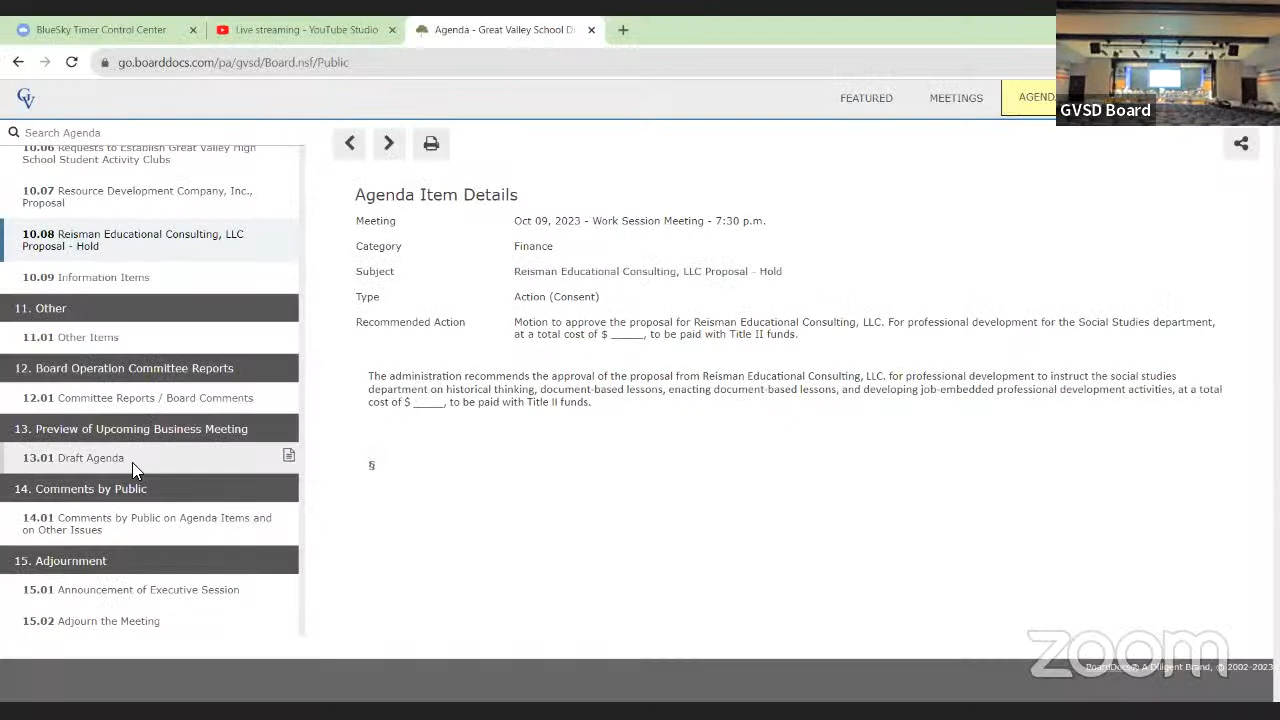 BlueSky Timer Control Center
Live streaming - YouTube Studio
Agenda - Great Valley School Di
go.boarddocs.com/pa/gvsd/Board.nsf/Public
GV
FEATURED
MEETINGS
AGENDA
GVSD Board
Search Agenda
10.06 Requests to Establish Great Valley High
School Student Activity Clubs
10.07 Resource Development Company, Inc.,
Proposal
10.08 Reisman Educational Consulting, LLC
Proposal - Hold
10.09 Information Items
11. Other
11.01 Other Items
12. Board Operation Committee Reports
12.01 Committee Reports / Board Comments
13. Preview of Upcoming Business Meeting
13.01 Draft Agenda
14. Comments by Public
14.01 Comments by Public on Agenda Items and
on Other Issues
15. Adjournment
15.01 Announcement of Executive Session
15.02 Adjourn the Meeting
Agenda Item Details
Meeting Oct 09, 2023 - Work Session Meeting - 7:30 p.m.
Category Finance
Subject Reisman Educational Consulting, LLC Proposal - Hold
Type Action (Consent)
Recommended Action Motion to approve the proposal for Reisman Educational Consulting, LLC. For professional development for the Social Studies department,
at a total cost of $ _____, to be paid with Title II funds.
The administration recommends the approval of the proposal from Reisman Educational Consulting, LLC. for professional development to instruct the social studies
department on historical thinking, document-based lessons, enacting document-based lessons, and developing job-embedded professional development activities, at a total
cost of $ _____, to be paid with Title II funds.
§
zoom
BoardDocs® A Diligent Brand, © 2002-2023